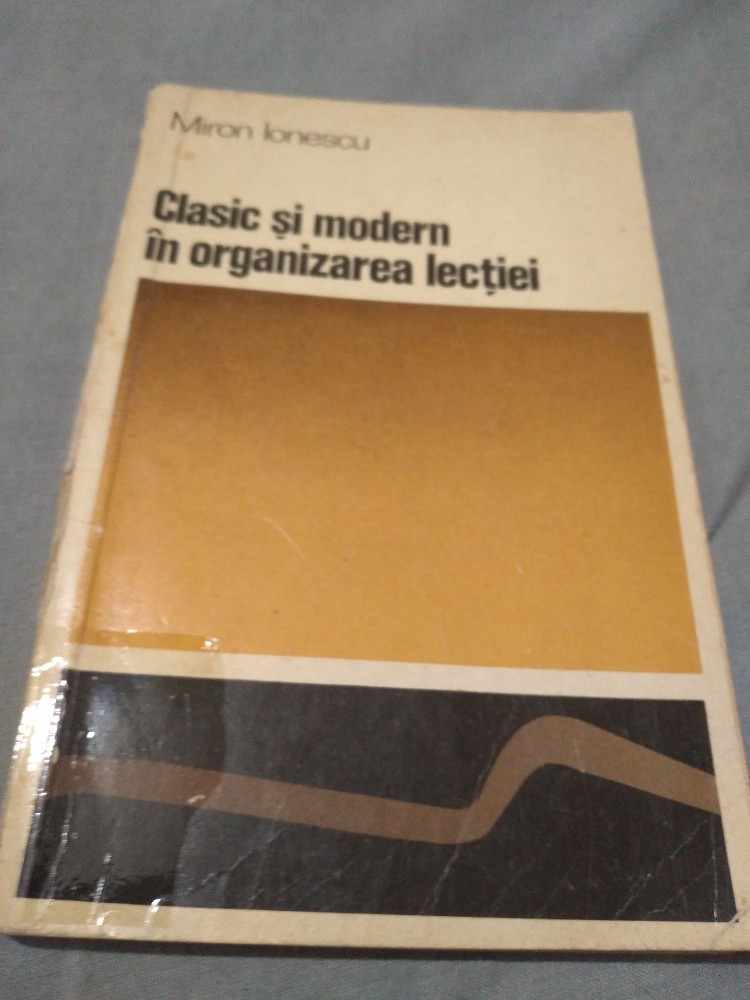 Miron Ionescu
Clasic și modern
în organizarea lecției